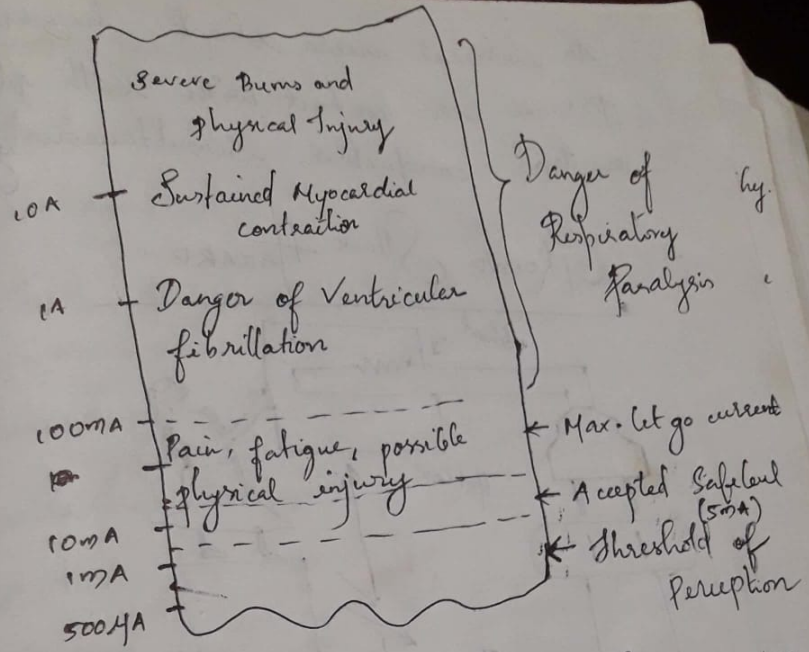 Severe Burns and
physical Injury
10A
Sustained Myocardial
contraction
1A
Danger of Ventricular
fibrillation
Danger of
Respiratory
Paralysis
hy.
100mA
Pain, fatigue, possible
physical injury
Max. let go current
Accepted Safe level
(5mA)
10mA
1mA
500μA
Threshold of
Perception